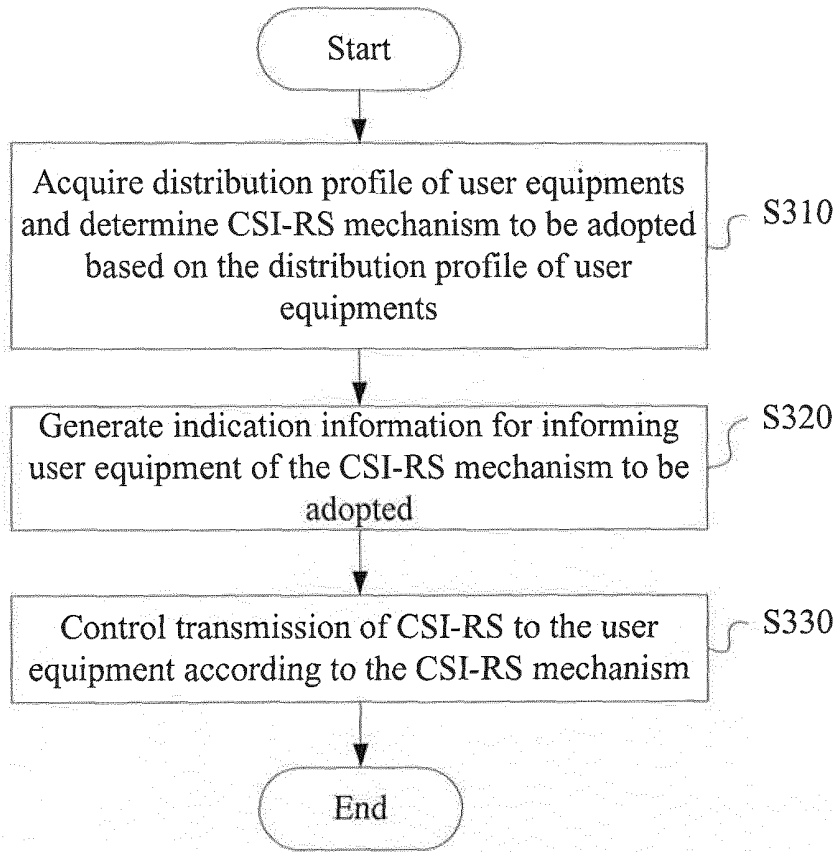 Start
Acquire distribution profile of user equipments
and determine CSI-RS mechanism to be adopted
based on the distribution profile of user
equipments
S310
Generate indication information for informing
user equipment of the CSI-RS mechanism to be
adopted
S320
Control transmission of CSI-RS to the user
equipment according to the CSI-RS mechanism
S330
End